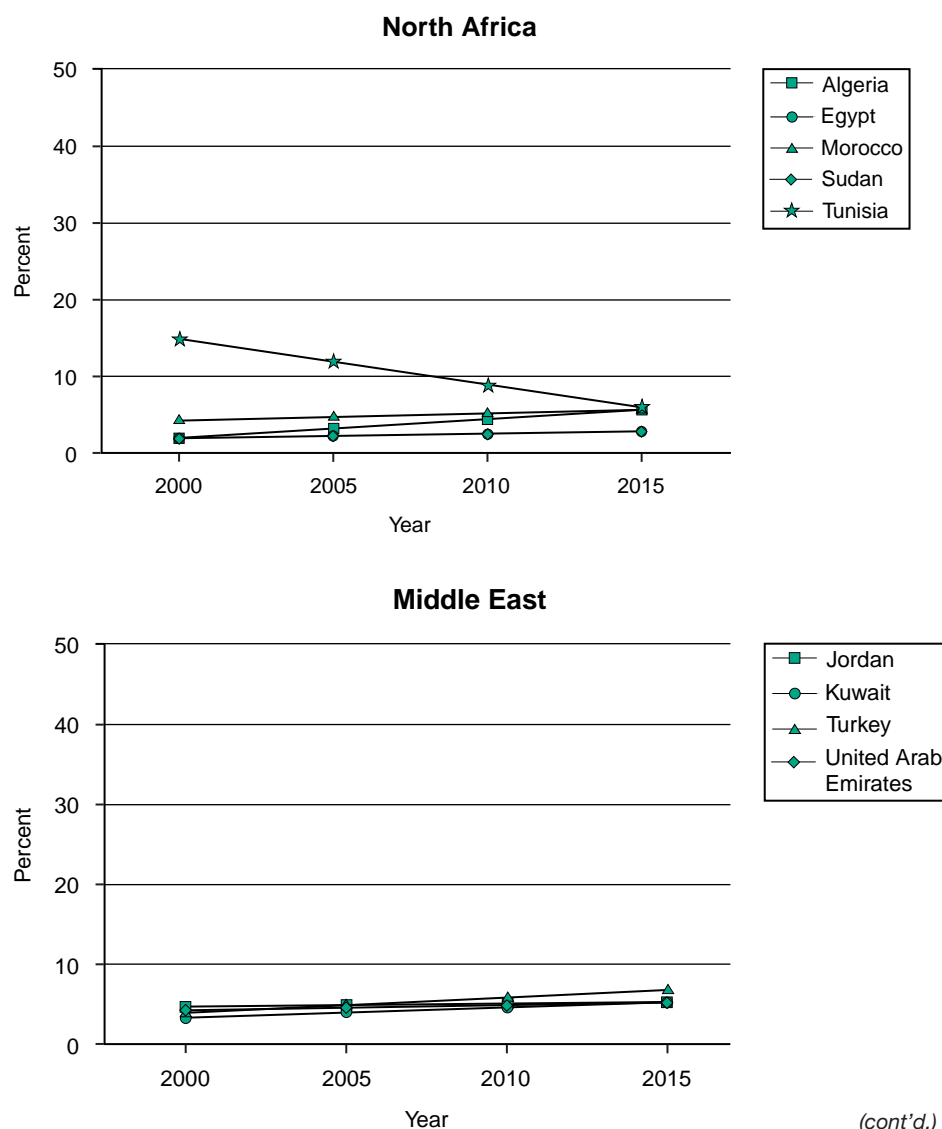 North Africa
50
40
30
20
10
0
Percent
2000 2005 2010 2015
Year
Algeria
Egypt
Morocco
Sudan
Tunisia
Middle East
50
40
30
20
10
0
Percent
2000 2005 2010 2015
Year
Jordan
Kuwait
Turkey
United Arab
Emirates
(cont’d.)